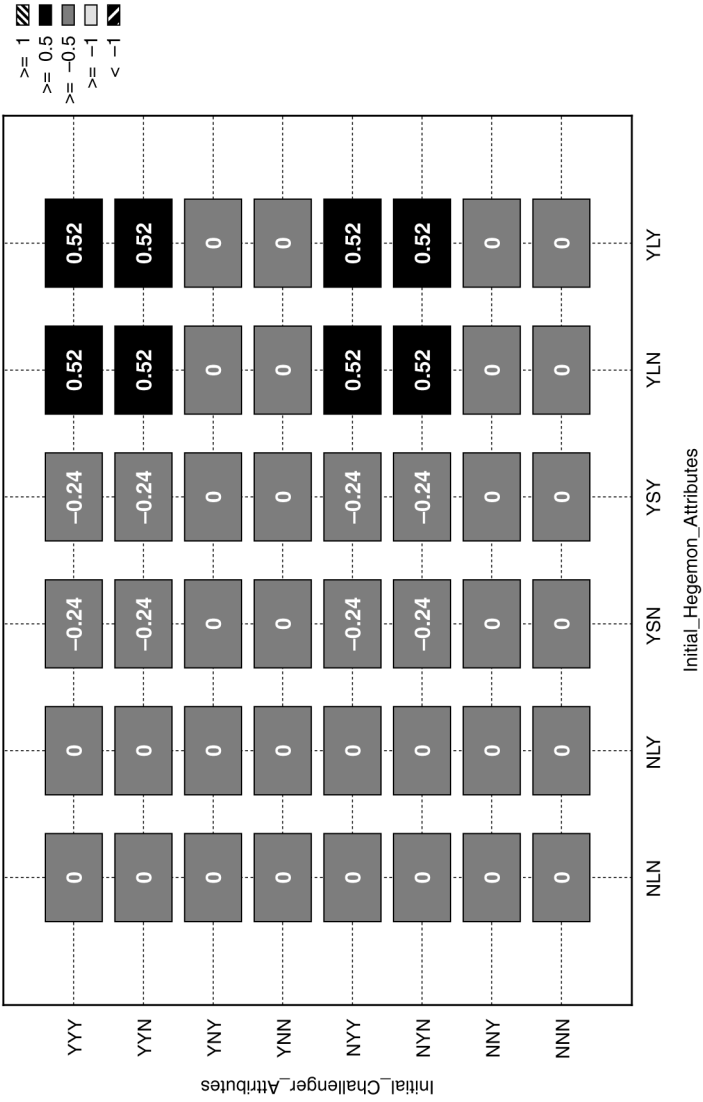 >= 1
>= 0.5
>= −0.5
>= −1
< −1
Initial_Challenger_Attributes
YYY 0 0 −0.24 −0.24 0.52 0.52
YYN 0 0 −0.24 −0.24 0.52 0.52
YNY 0 0 0 0 0 0
YNN 0 0 0 0 0 0
NYY 0 0 −0.24 −0.24 0.52 0.52
NYN 0 0 −0.24 −0.24 0.52 0.52
NNY 0 0 0 0 0 0
NNN 0 0 0 0 0 0
NLN NLY YSN YSY YLN YLY
Initial_Hegemon_Attributes